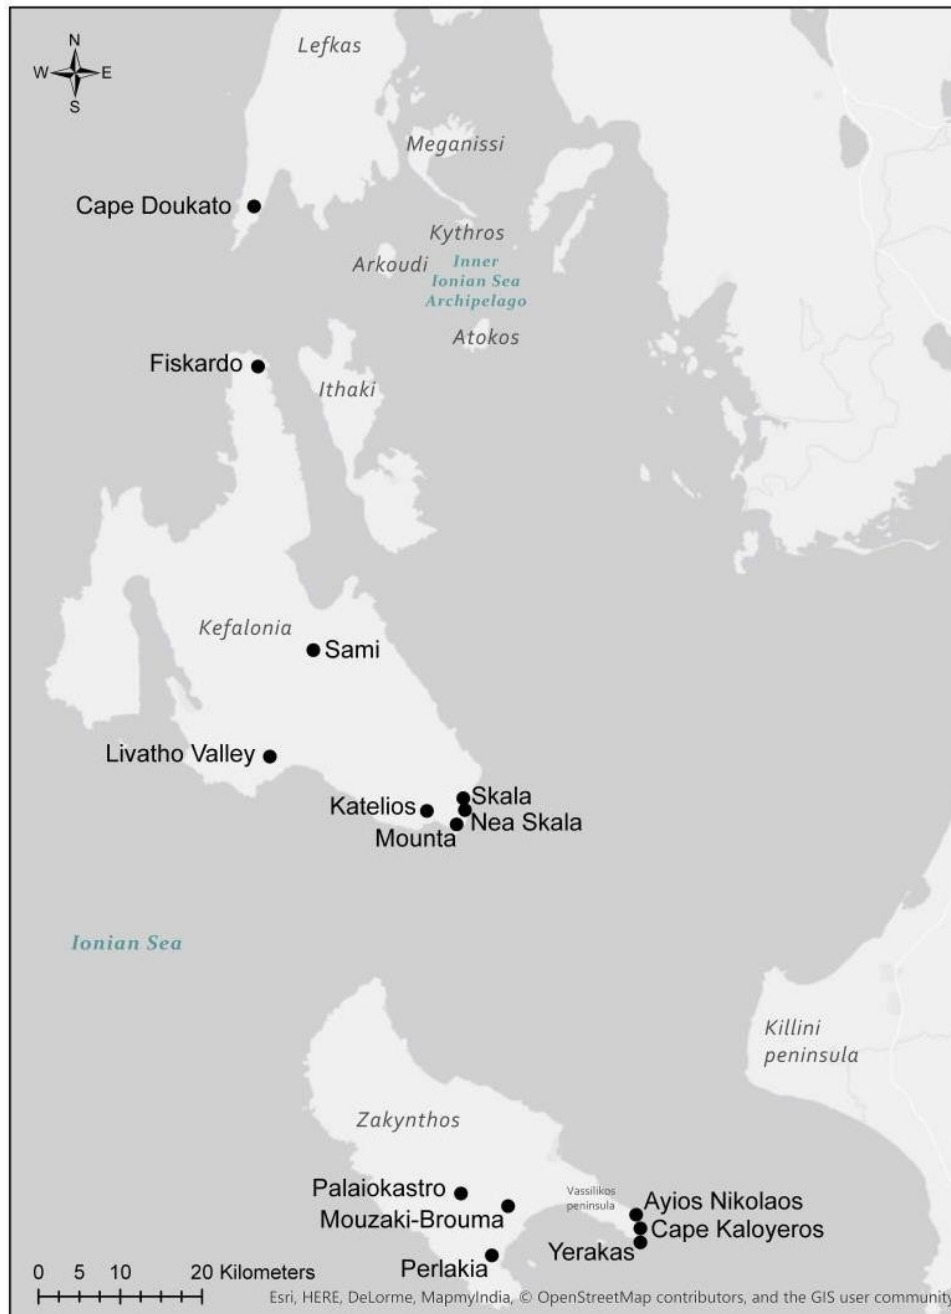 Lefkas
N
W E
S
Meganissi
Cape Doukato
Kythros
Arkoudi
Inner
Ionian Sea
Archipelago
Atokos
Fiskardo
Ithaki
Kefalonia
Sami
Livatho Valley
Skala
Katelios
Nea Skala
Mounta
Ionian Sea
Killini
peninsula
Zakynthos
Palaiokastro
Vassilikos
peninsula
Ayios Nikolaos
Mouzaki-Brouma
Cape Kaloyeros
Yerakas
Perlakia
0 5 10 20 Kilometers
Esri, HERE, DeLorme, MapmyIndia, © OpenStreetMap contributors, and the GIS user community